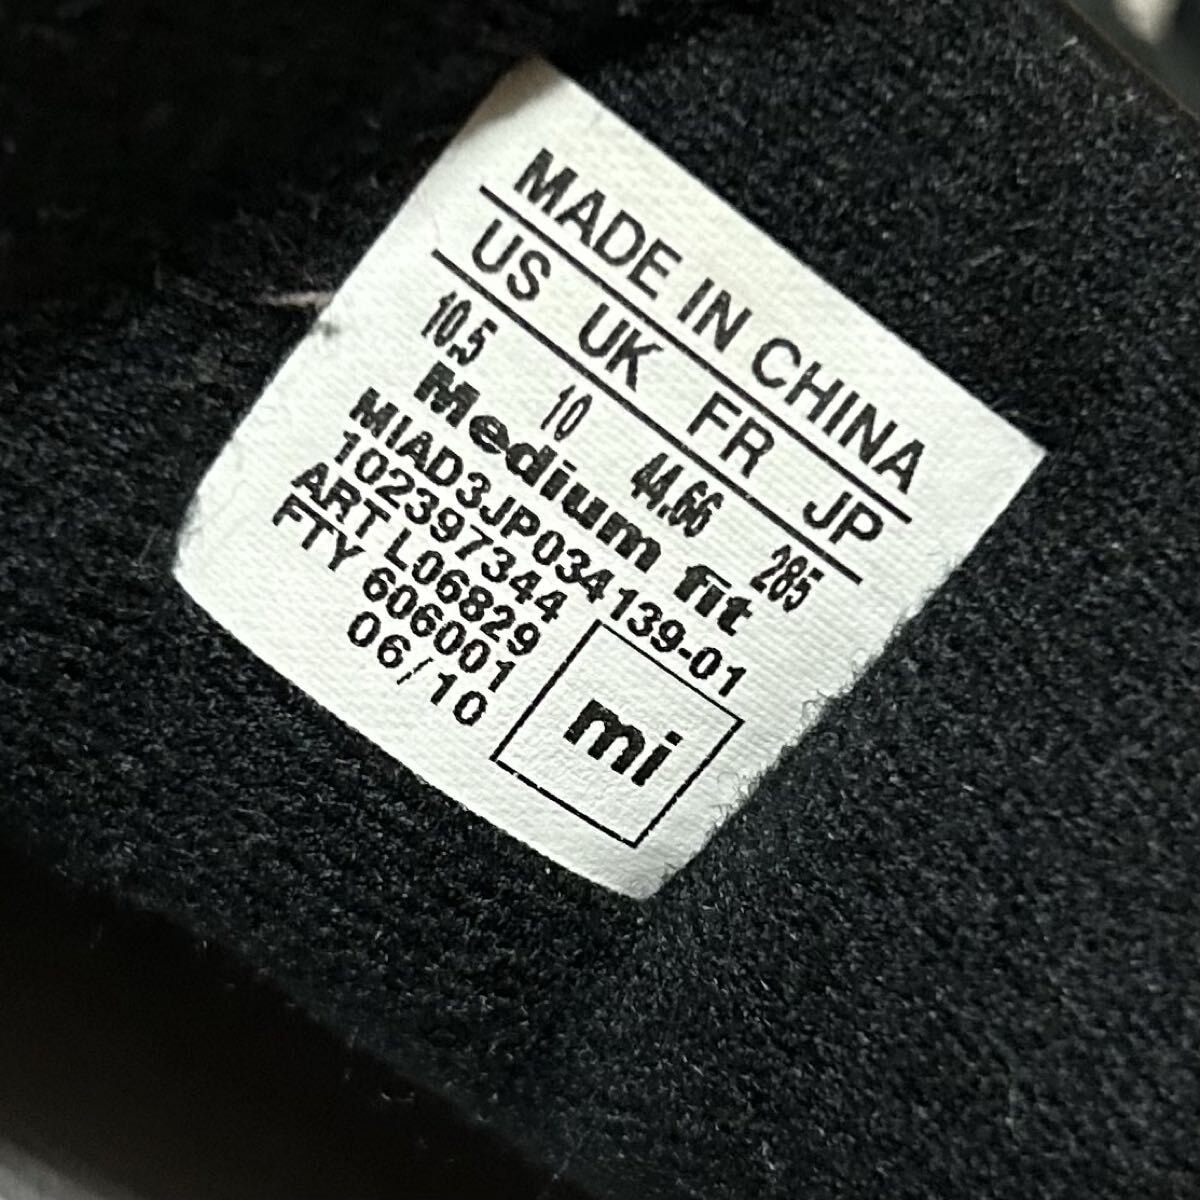 MADE IN CHINA
US UK FR JP
10.5 10 44.66 285
Medium fit
MIAD3JP034139-01
102397344
ART L06829
FTY 606001
06/10
mi